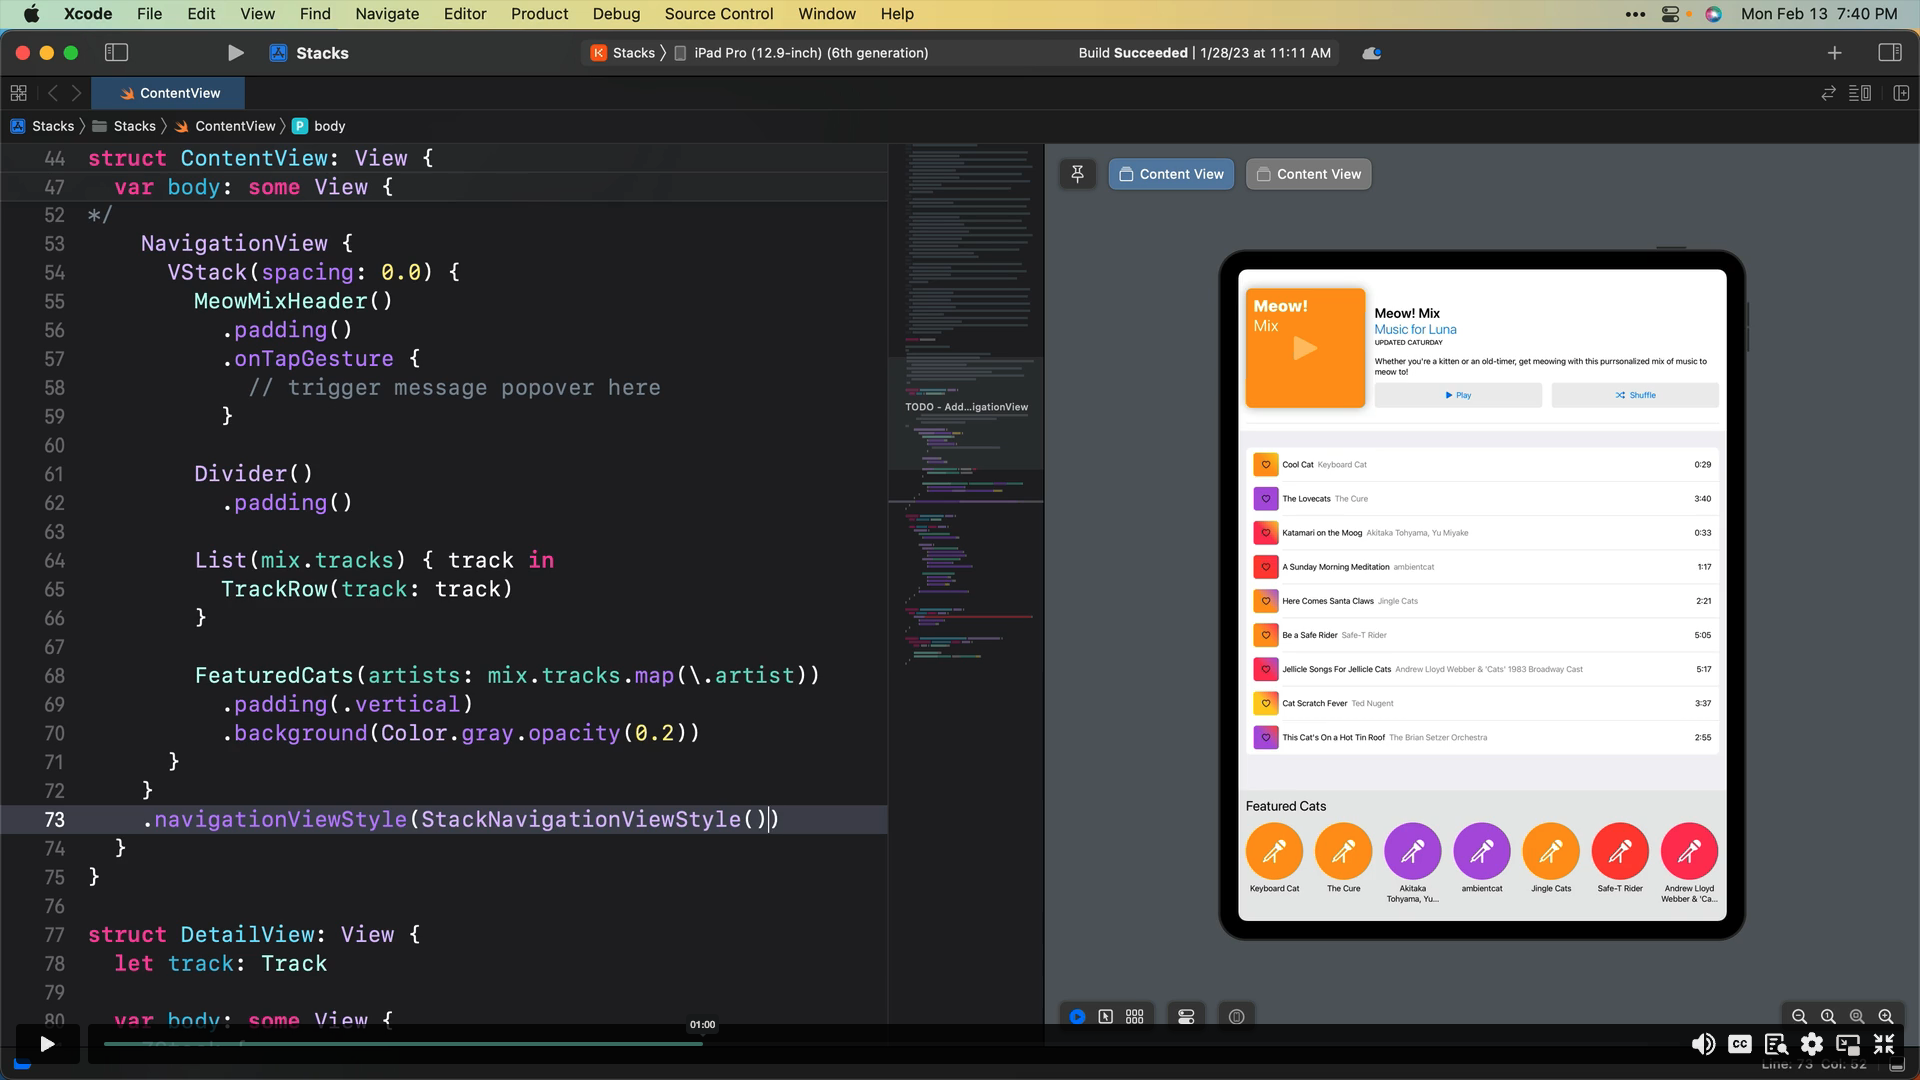 Xcode File Edit View Find Navigate Editor Product Debug Source Control Window Help Mon Feb 13 7:40 PM
Stacks Stacks iPad Pro (12.9-inch) (6th generation) Build Succeeded | 1/28/23 at 11:11 AM
ContentView
Stacks Stacks ContentView P body
44 struct ContentView: View {
47 var body: some View {
52 */
53 NavigationView {
54 VStack(spacing: 0.0) {
55 MeowMixHeader()
56 .padding()
57 .onTapGesture {
58 // trigger message popover here
59 }
60
61 Divider()
62 .padding()
63
64 List(mix.tracks) { track in
65 TrackRow(track: track)
66 }
67
68 FeaturedCats(artists: mix.tracks.map(\.artist))
69 .padding(.vertical)
70 .background(Color.gray.opacity(0.2))
71 }
72 }
73 .navigationViewStyle(StackNavigationViewStyle())
74 }
75 }
76
77 struct DetailView: View {
78 let track: Track
79
80 var body: some View {
01:00
TODO - Add...igationView
Content View Content View
Meow!
Mix
Meow! Mix
Music for Luna
UPDATED CATURDAY
Whether you're a kitten or an old-timer, get meowing with this purrsonalized mix of music to
meow to!
Play Shuffle
Cool Cat Keyboard Cat 0:29
The Lovecats The Cure 3:40
Katamari on the Moog Akitaka Tohyama, Yu Miyake 0:33
A Sunday Morning Meditation ambientcat 1:17
Here Comes Santa Claws Jingle Cats 2:21
Be a Safe Rider Safe-T Rider 5:05
Jellicle Songs For Jellicle Cats Andrew Lloyd Webber & 'Cats' 1983 Broadway Cast 5:17
Cat Scratch Fever Ted Nugent 3:37
This Cat's On a Hot Tin Roof The Brian Setzer Orchestra 2:55
Featured Cats
Keyboard Cat The Cure Akitaka ambientcat Jingle Cats Safe-T Rider Andrew Lloyd
Tohyama, Yu... Webber & 'Ca...
CC
Line: 73 Col: 52